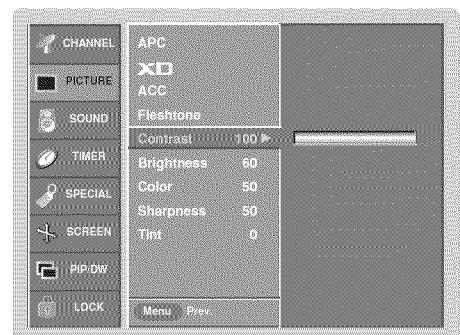 CHANNEL
PICTURE
SOUND
TIMER
SPECIAL
SCREEN
PIP/DW
LOCK
APC
XD
ACC
Fleshtone
Contrast 100
Brightness 60
Color 50
Sharpness 50
Tint 0
Menu Prev.